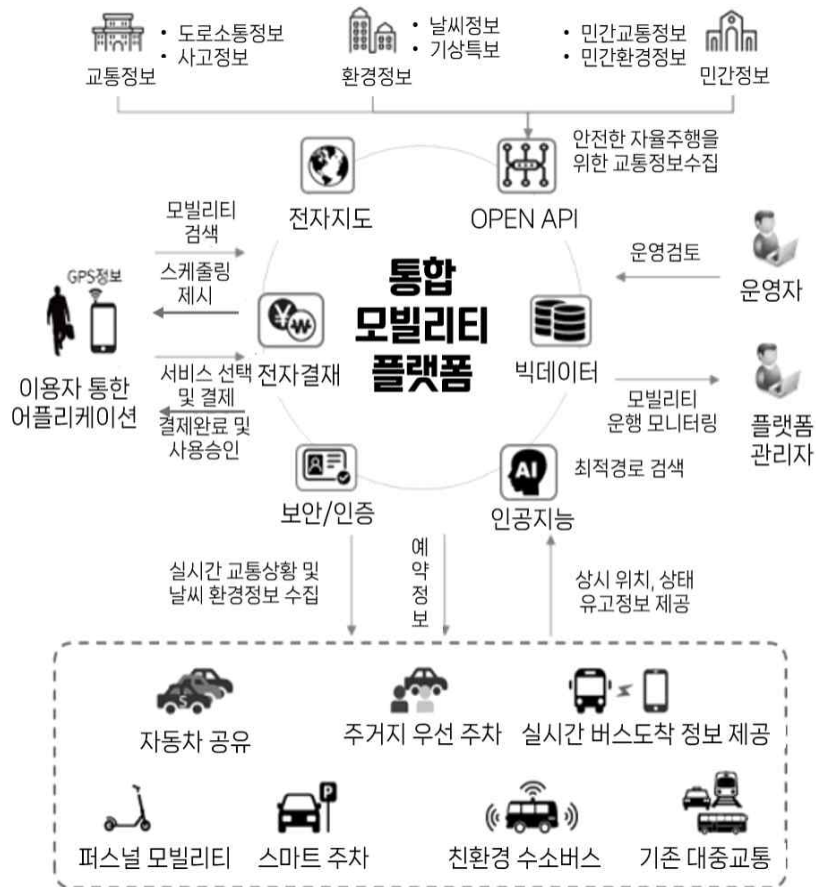 • 도로소통정보
• 사고정보
교통정보
• 날씨정보
• 기상특보
환경정보
• 민간교통정보
• 민간환경정보
민간정보
안전한 자율주행을
위한 교통정보수집
전자지도
OPEN API
모빌리티
검색
스케줄링
제시
GPS정보
이용자 통한
어플리케이션
서비스 선택
및 결제
결제완료 및
사용승인
¥
₩
전자결재
통합
모빌리티
플랫폼
빅데이터
운영검토
운영자
모빌리티
운행 모니터링
플랫폼
관리자
보안/인증
AI
인공지능
최적경로 검색
실시간 교통상황 및
날씨 환경정보 수집
예
약
정
보
상시 위치, 상태
유고정보 제공
S
자동차 공유
주거지 우선 주차
실시간 버스도착 정보 제공
퍼스널 모빌리티
P
스마트 주차
친환경 수소버스
기존 대중교통